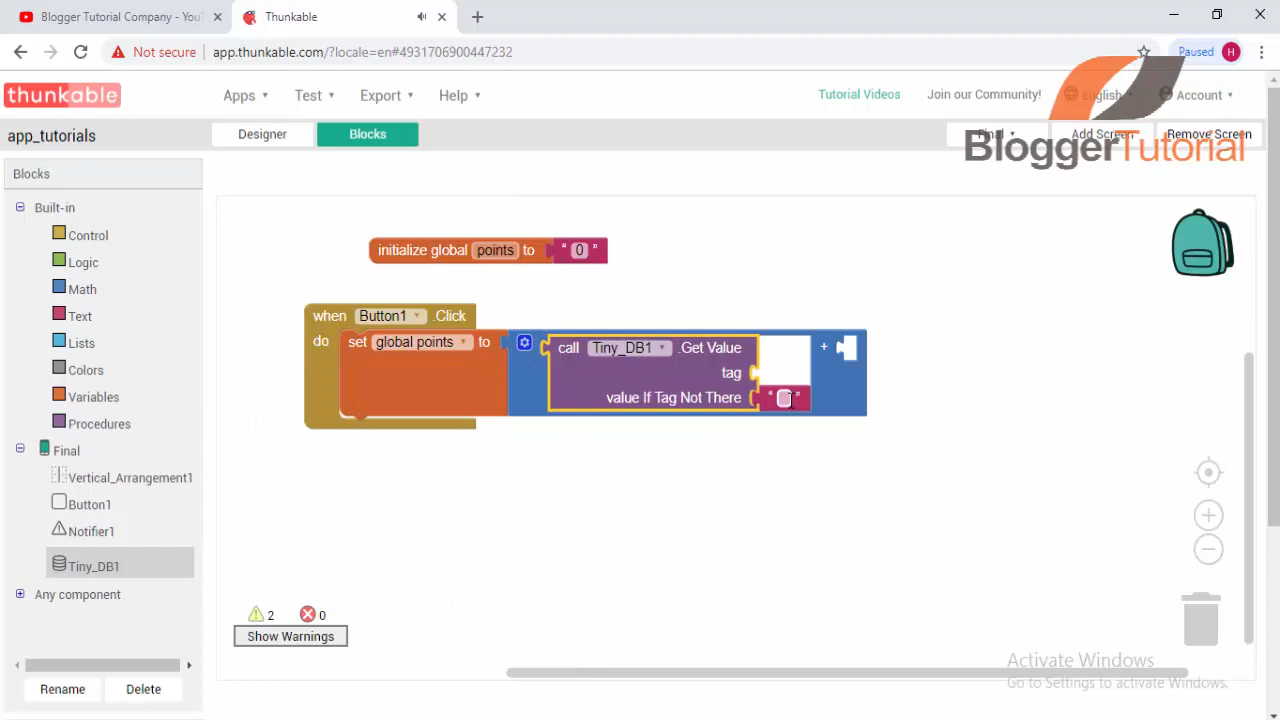 Blogger Tutorial Company - YouT
Thunkable
Not secure
app.thunkable.com/?locale=en#4931706900447232
Paused
H
thunkable
Apps
Test
Export
Help
Tutorial Videos
Join our Community!
English
Account
app_tutorials
Designer
Blocks
Final
Add Screen
Remove Screen
BloggerTutorial
Blocks
Built-in
Control
Logic
Math
Text
Lists
Colors
Variables
Procedures
Final
Vertical_Arrangement1
Button1
Notifier1
Tiny_DB1
Any component
Rename
Delete
initialize global points to “ 0 ”
when Button1 .Click
do set global points to
call Tiny_DB1 .Get Value
+
tag
value If Tag Not There “ ”
2
0
Show Warnings
Activate Windows
Go to Settings to activate Windows.